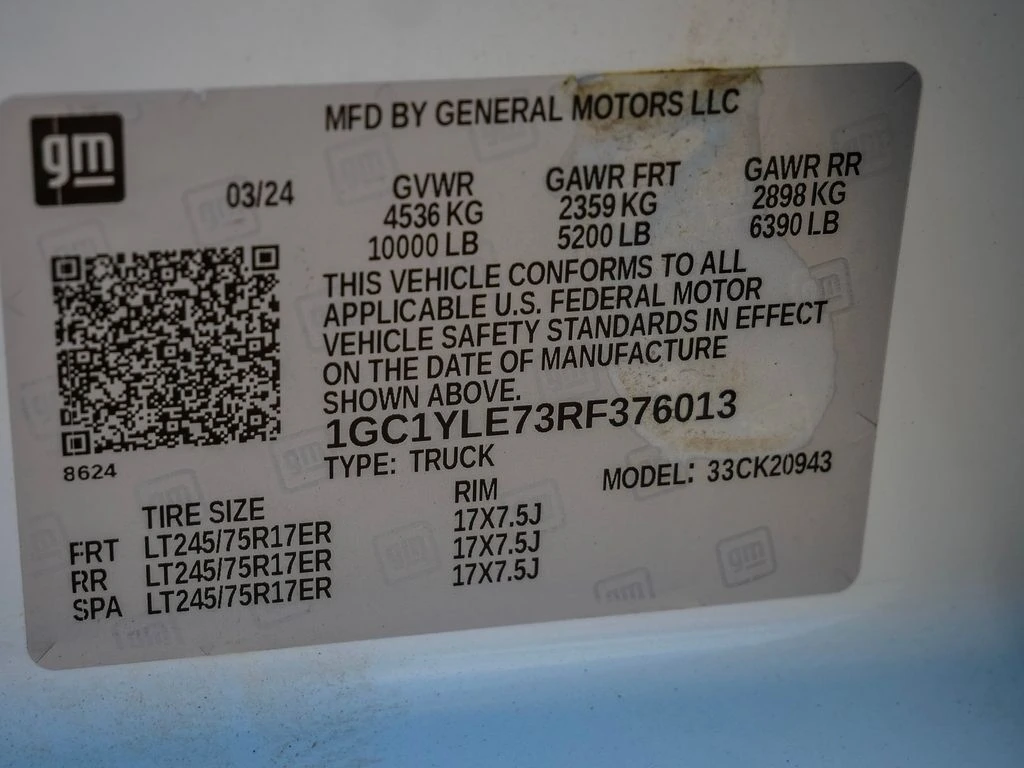 gm
MFD BY GENERAL MOTORS LLC
03/24
GVWR GAWR FRT GAWR RR
4536 KG 2359 KG 2898 KG
10000 LB 5200 LB 6390 LB
THIS VEHICLE CONFORMS TO ALL
APPLICABLE U.S. FEDERAL MOTOR
VEHICLE SAFETY STANDARDS IN EFFECT
ON THE DATE OF MANUFACTURE
SHOWN ABOVE.
1GC1YLE73RF376013
8624
TYPE: TRUCK MODEL: 33CK20943
TIRE SIZE RIM
FRT LT245/75R17ER 17X7.5J
RR LT245/75R17ER 17X7.5J
SPA LT245/75R17ER 17X7.5J